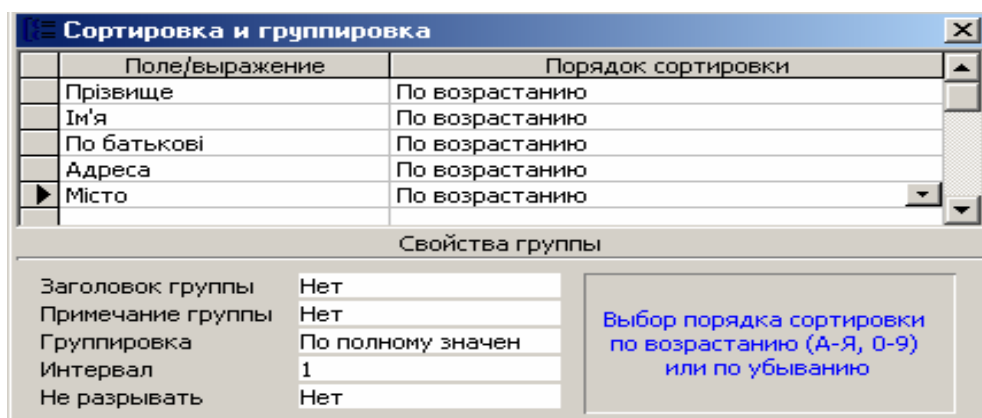 Сортировка и группировка
Поле/выражение Порядок сортировки
Прізвище По возрастанию
Ім'я По возрастанию
По батькові По возрастанию
Адреса По возрастанию
Місто По возрастанию
Свойства группы
Заголовок группы Нет
Примечание группы Нет
Группировка По полному значен
Интервал 1
Не разрывать Нет
Выбор порядка сортировки
по возрастанию (А-Я, 0-9)
или по убыванию